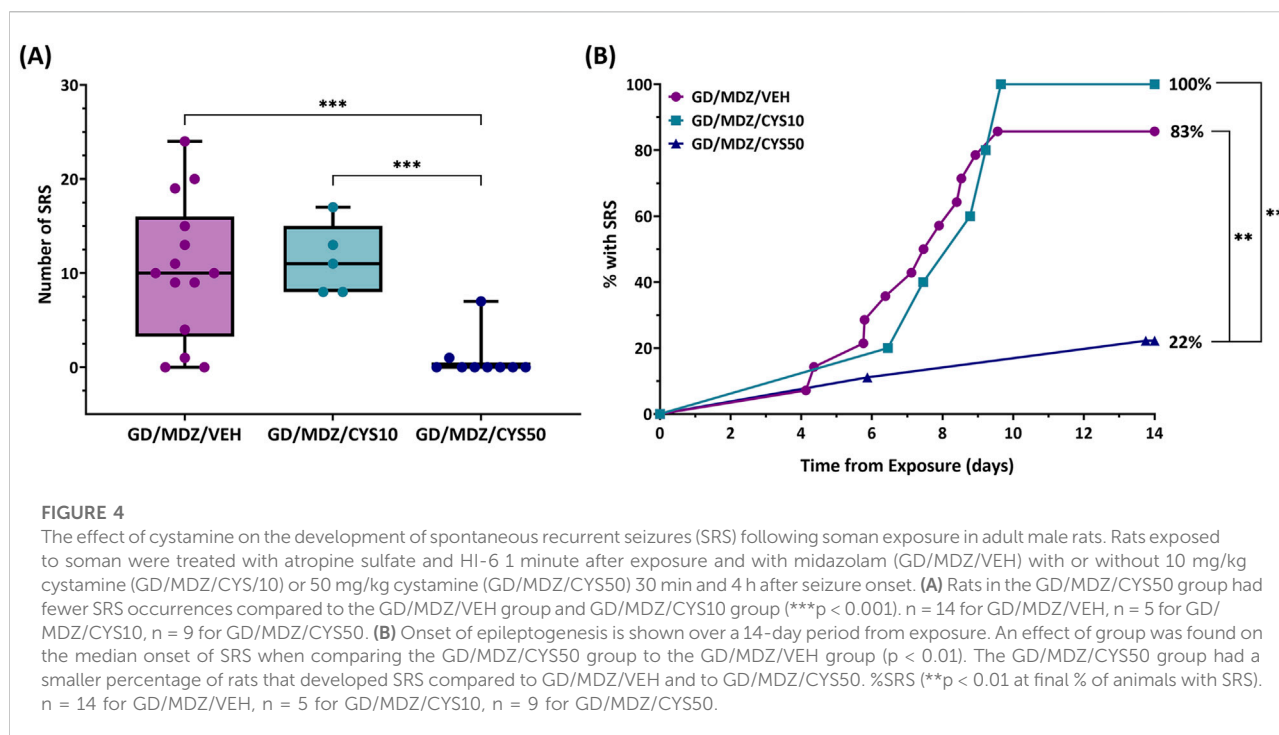 (A)
30
20
10
0
Number of SRS
***
***
GD/MDZ/VEH
GD/MDZ/CYS10
GD/MDZ/CYS50
(B)
100
80
60
40
20
0
% with SRS
GD/MDZ/VEH
GD/MDZ/CYS10
GD/MDZ/CYS50
100%
83%
22%
**
**
0 2 4 6 8 10 12 14
Time from Exposure (days)
FIGURE 4
The effect of cystamine on the development of spontaneous recurrent seizures (SRS) following soman exposure in adult male rats. Rats exposed
to soman were treated with atropine sulfate and HI-6 1 minute after exposure and with midazolam (GD/MDZ/VEH) with or without 10 mg/kg
cystamine (GD/MDZ/CYS/10) or 50 mg/kg cystamine (GD/MDZ/CYS50) 30 min and 4 h after seizure onset. (A) Rats in the GD/MDZ/CYS50 group had
fewer SRS occurrences compared to the GD/MDZ/VEH group and GD/MDZ/CYS10 group (***p < 0.001). n = 14 for GD/MDZ/VEH, n = 5 for GD/
MDZ/CYS10, n = 9 for GD/MDZ/CYS50. (B) Onset of epileptogenesis is shown over a 14-day period from exposure. An effect of group was found on
the median onset of SRS when comparing the GD/MDZ/CYS50 group to the GD/MDZ/VEH group (p < 0.01). The GD/MDZ/CYS50 group had a
smaller percentage of rats that developed SRS compared to GD/MDZ/VEH and to GD/MDZ/CYS50. %SRS (**p < 0.01 at final % of animals with SRS).
n = 14 for GD/MDZ/VEH, n = 5 for GD/MDZ/CYS10, n = 9 for GD/MDZ/CYS50.